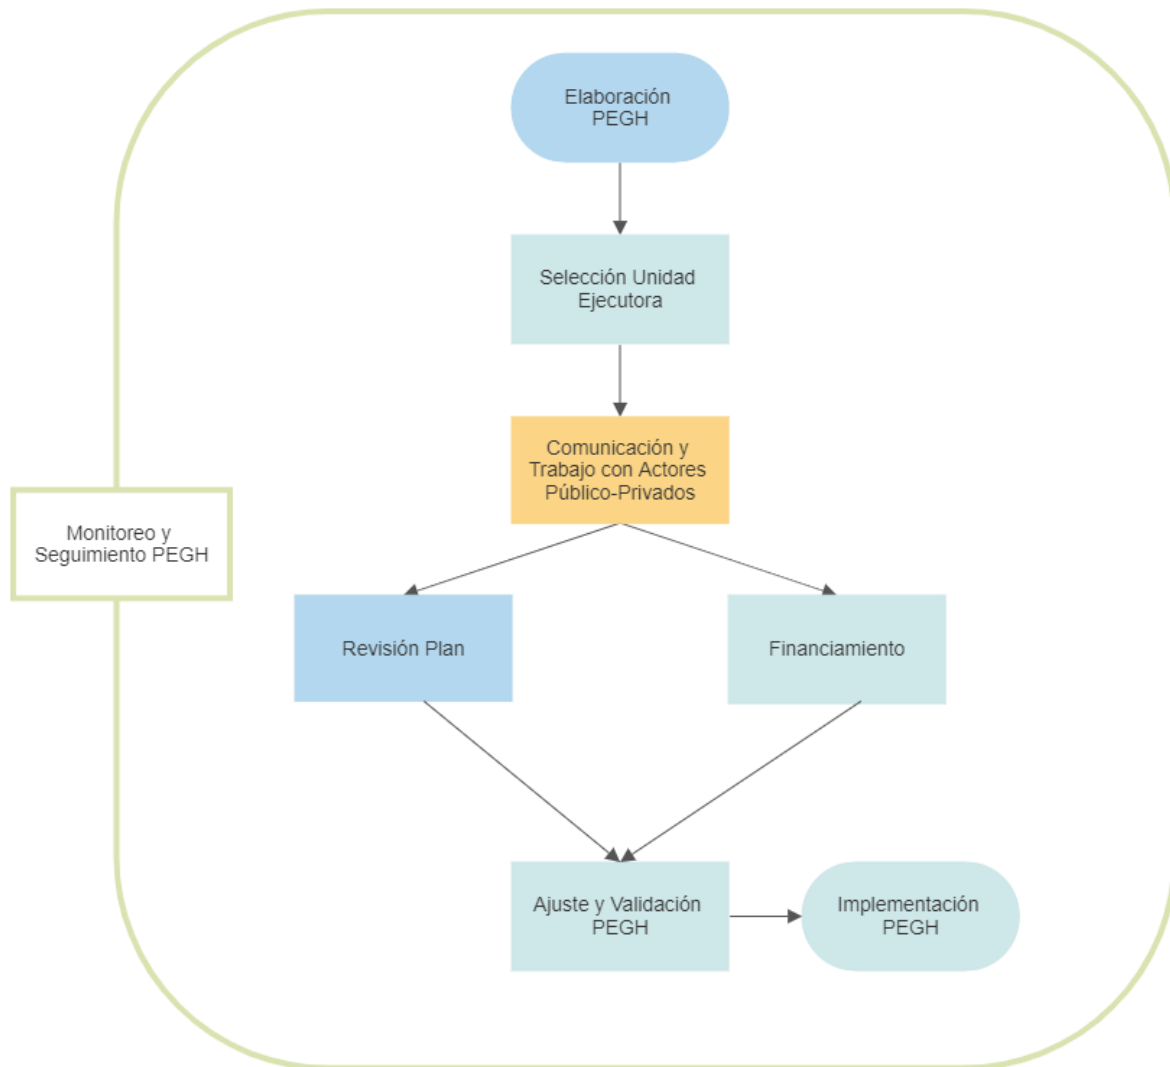 Elaboración
PEGH
Selección Unidad
Ejecutora
Comunicación y
Trabajo con Actores
Público-Privados
Monitoreo y
Seguimiento PEGH
Revisión Plan
Financiamiento
Ajuste y Validación
PEGH
Implementación
PEGH